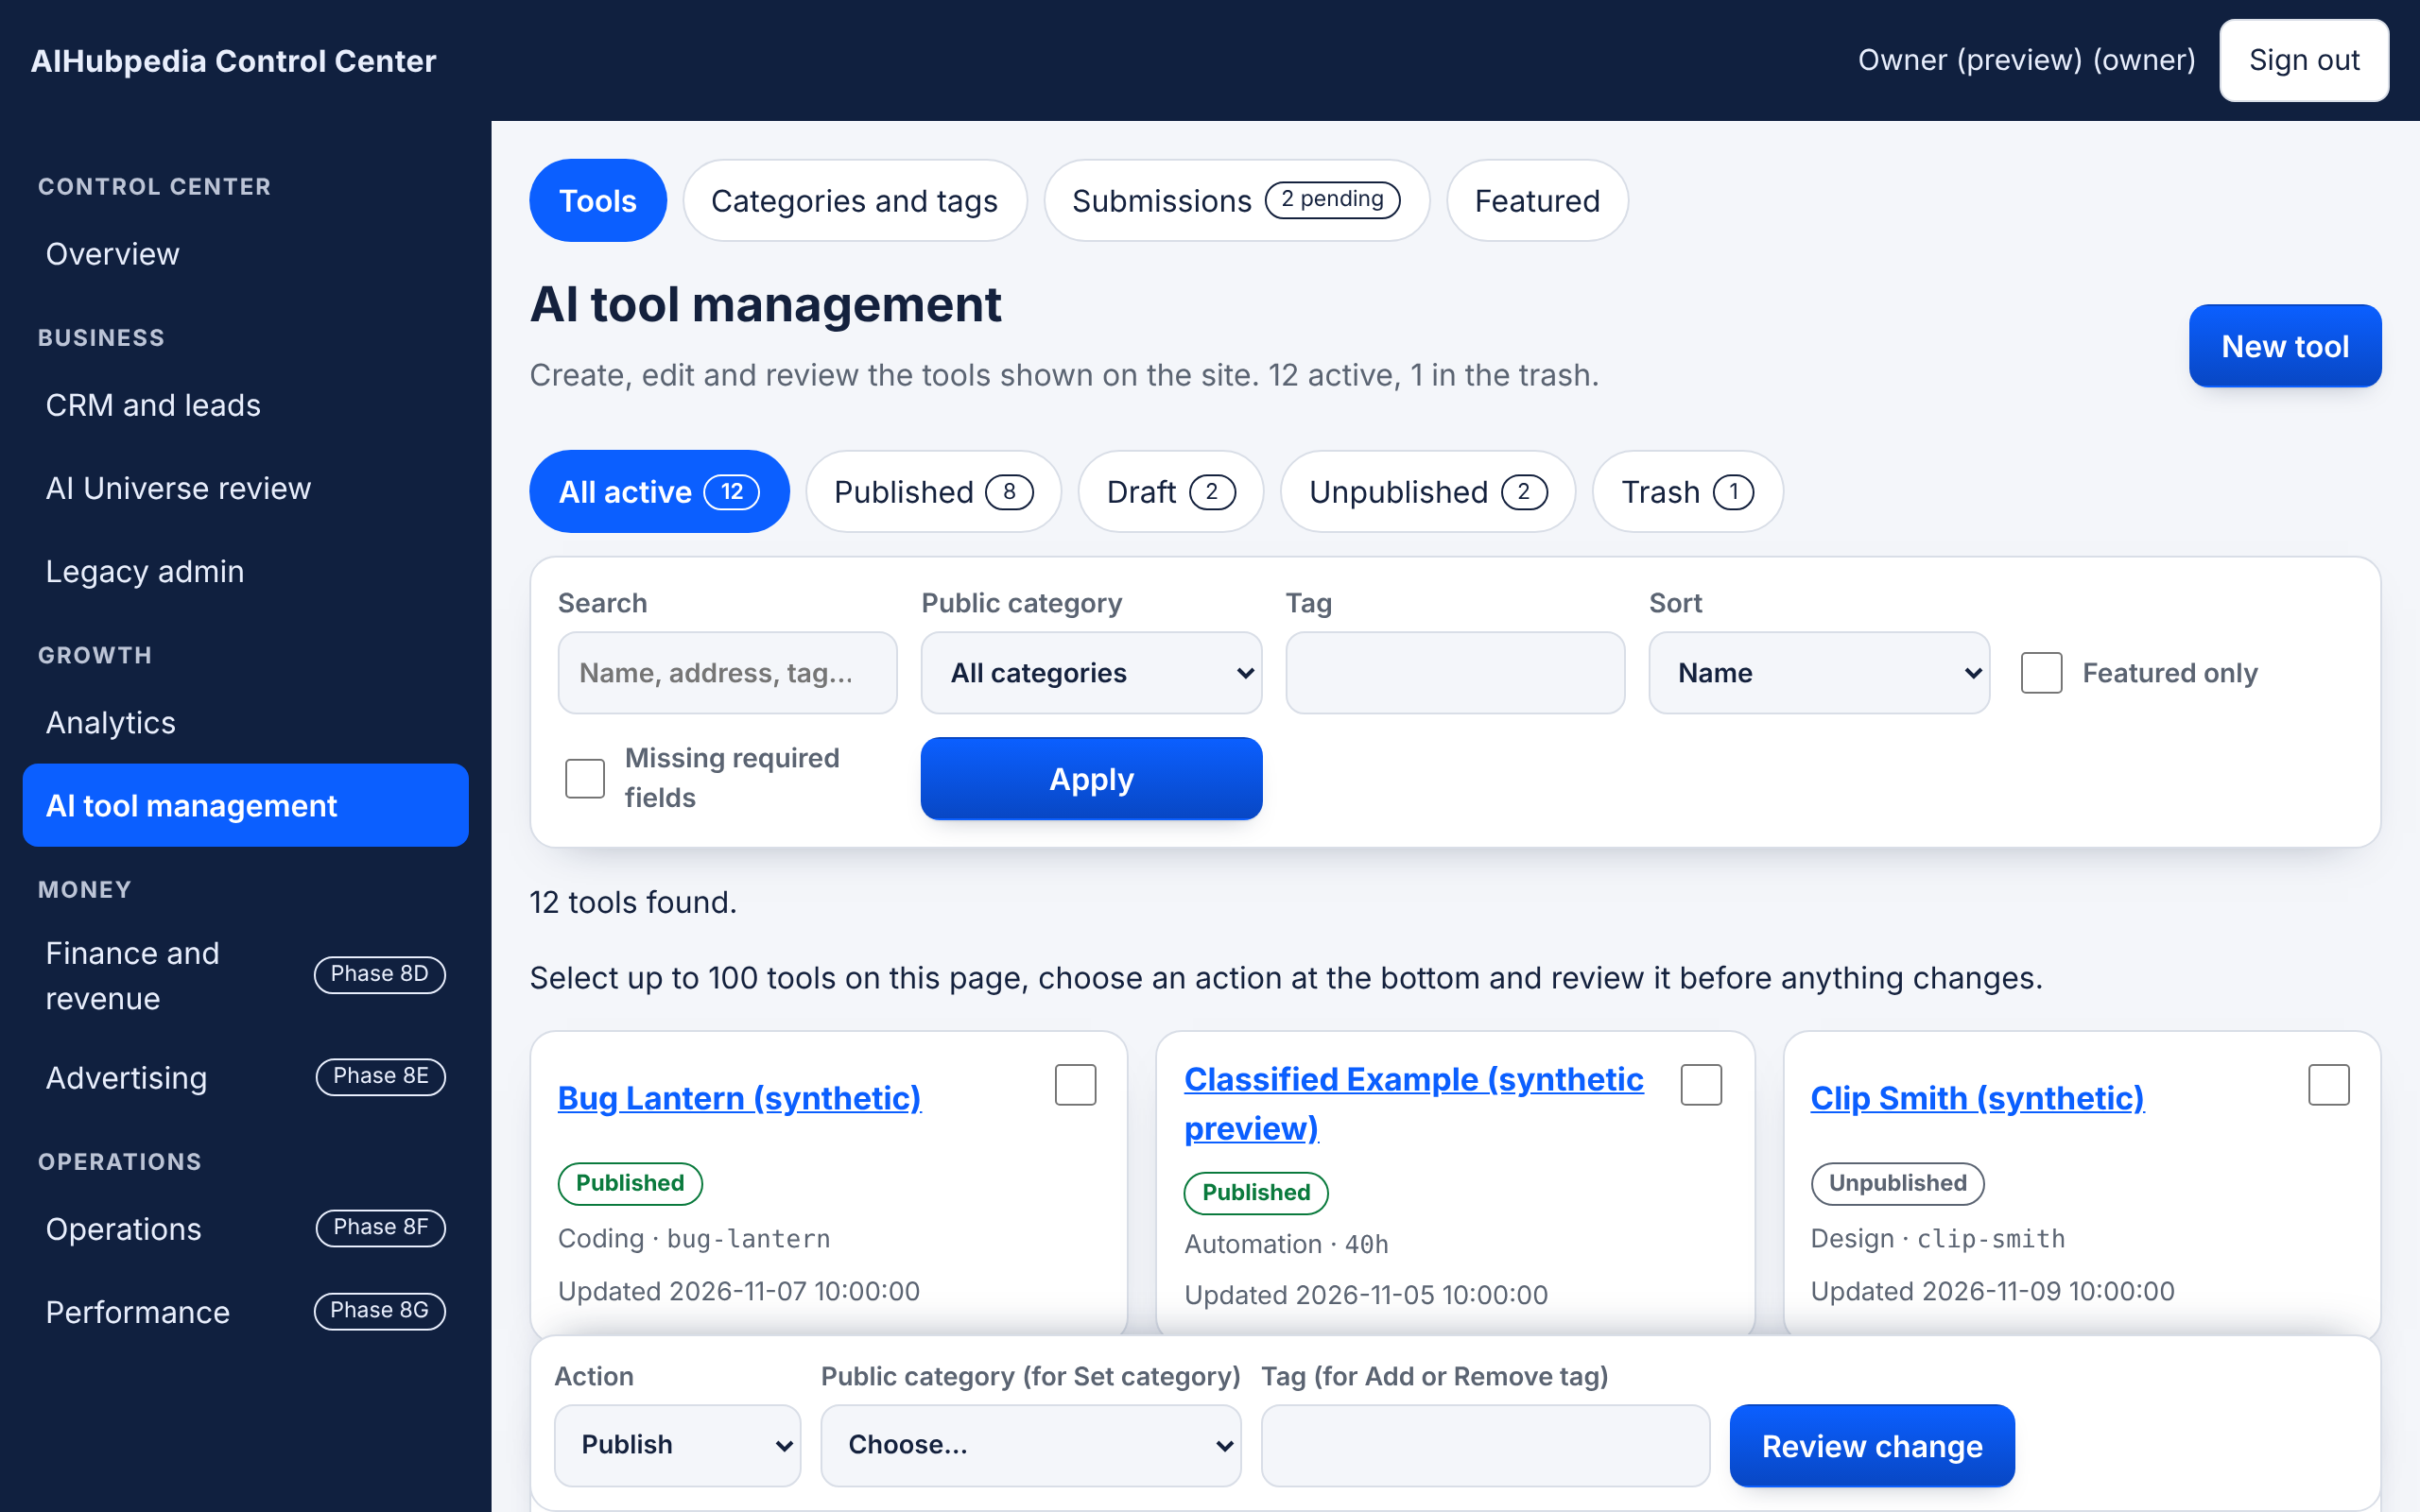 AIHubpedia Control Center
Owner (preview) (owner)
Sign out
CONTROL CENTER
Overview
BUSINESS
CRM and leads
AI Universe review
Legacy admin
GROWTH
Analytics
AI tool management
MONEY
Finance and
revenue
Phase 8D
Advertising
Phase 8E
OPERATIONS
Operations
Phase 8F
Performance
Phase 8G
Tools
Categories and tags
Submissions 2 pending
Featured
AI tool management
Create, edit and review the tools shown on the site. 12 active, 1 in the trash.
New tool
All active 12
Published 8
Draft 2
Unpublished 2
Trash 1
Search
Public category
Tag
Sort
Name, address, tag...
All categories
Name
Featured only
Missing required
fields
Apply
12 tools found.
Select up to 100 tools on this page, choose an action at the bottom and review it before anything changes.
Bug Lantern (synthetic)
Published
Coding · bug-lantern
Updated 2026-11-07 10:00:00
Classified Example (synthetic
preview)
Published
Automation · 40h
Updated 2026-11-05 10:00:00
Clip Smith (synthetic)
Unpublished
Design · clip-smith
Updated 2026-11-09 10:00:00
Action
Public category (for Set category)
Tag (for Add or Remove tag)
Publish
Choose...
Review change